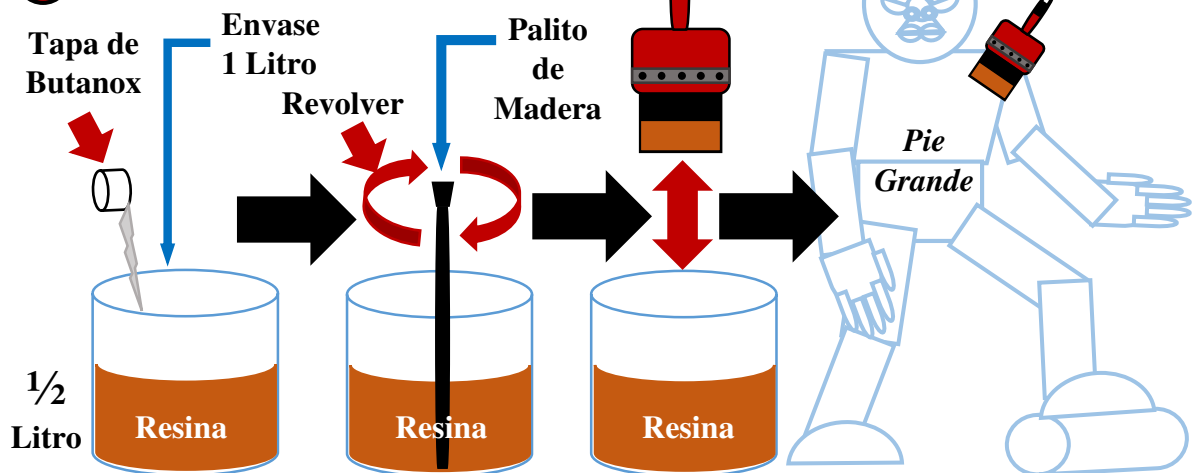 Tapa de
Butanox
Envase
1 Litro
Revolver
Palito
de
Madera
Pie
Grande
½
Litro
Resina
Resina
Resina